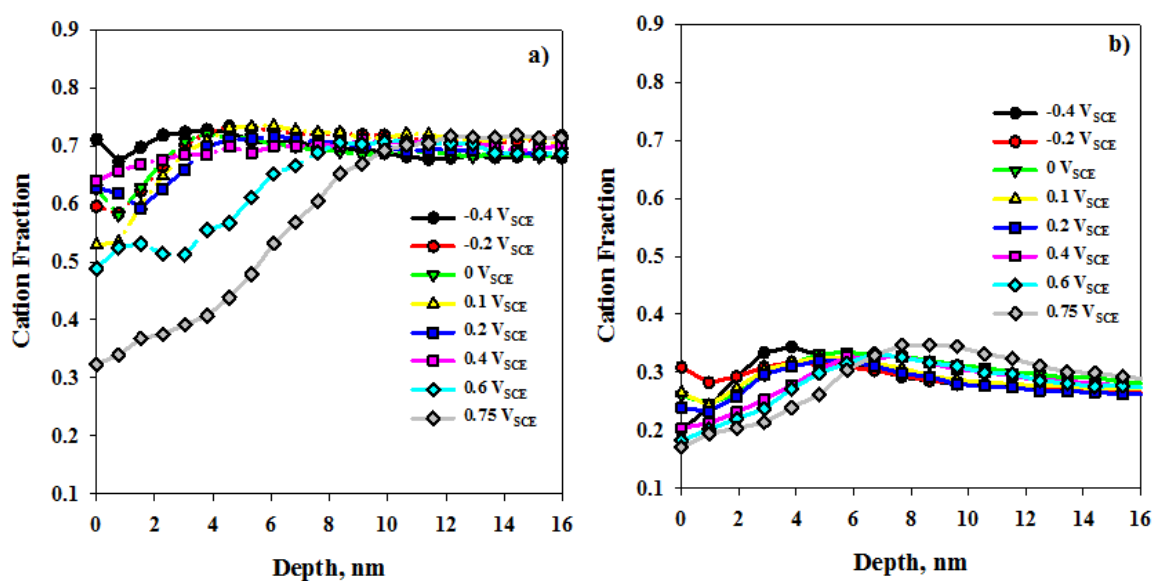 a)
Cation Fraction
0.9
0.8
0.7
0.6
0.5
0.4
0.3
0.2
0.1
0 2 4 6 8 10 12 14 16
Depth, nm
-0.4 VSCE
-0.2 VSCE
0 VSCE
0.1 VSCE
0.2 VSCE
0.4 VSCE
0.6 VSCE
0.75 VSCE
b)
Cation Fraction
0.9
0.8
0.7
0.6
0.5
0.4
0.3
0.2
0.1
0 2 4 6 8 10 12 14 16
Depth, nm
-0.4 VSCE
-0.2 VSCE
0 VSCE
0.1 VSCE
0.2 VSCE
0.4 VSCE
0.6 VSCE
0.75 VSCE